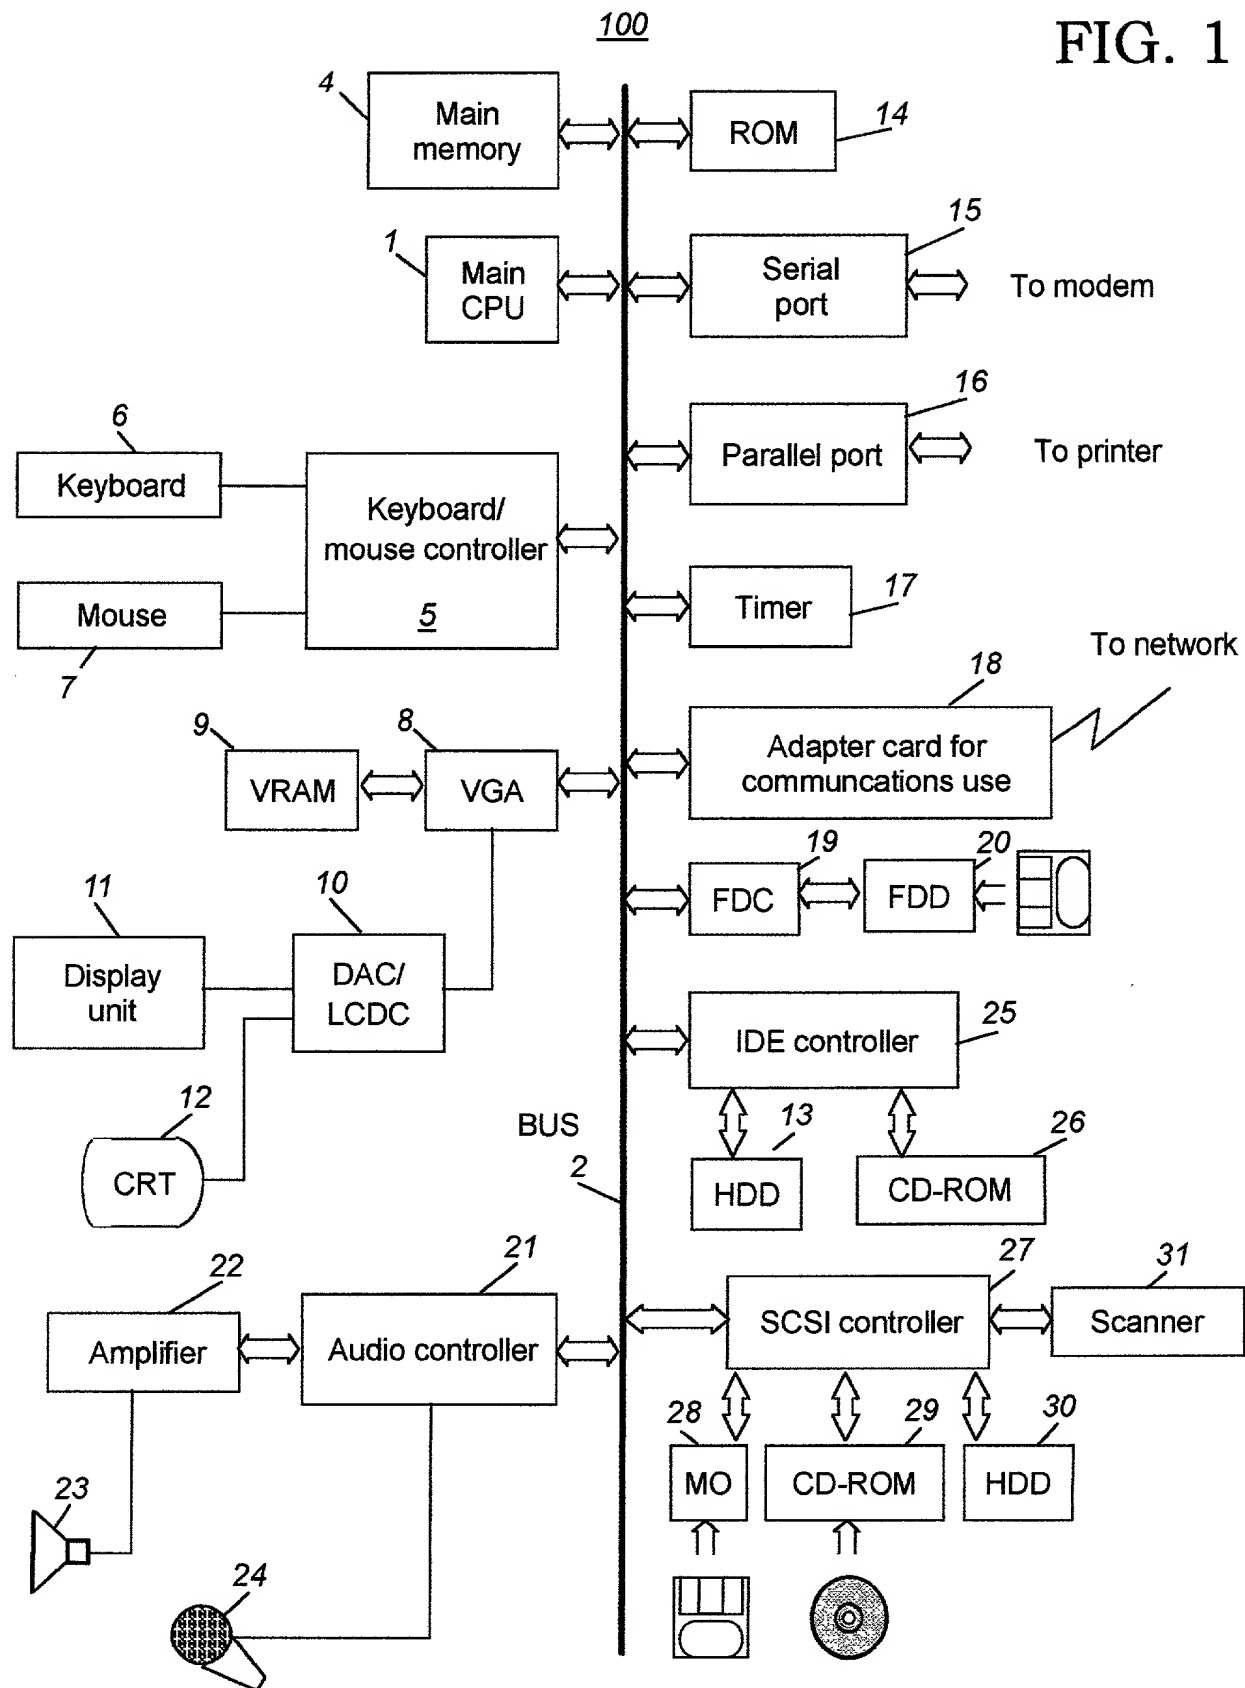 100
FIG. 1
4
Main
memory
ROM
14
1
Main
CPU
15
Serial
port
To modem
16
Parallel port
To printer
6
Keyboard
Keyboard/
mouse controller
5
Mouse
7
Timer
17
To network
18
Adapter card for
communcations use
9
VRAM
8
VGA
19
FDC
20
FDD
11
Display
unit
10
DAC/
LCDC
IDE controller
25
12
CRT
BUS
2
13
HDD
26
CD-ROM
22
Amplifier
21
Audio controller
27
SCSI controller
31
Scanner
28
MO
29
CD-ROM
30
HDD
23
24